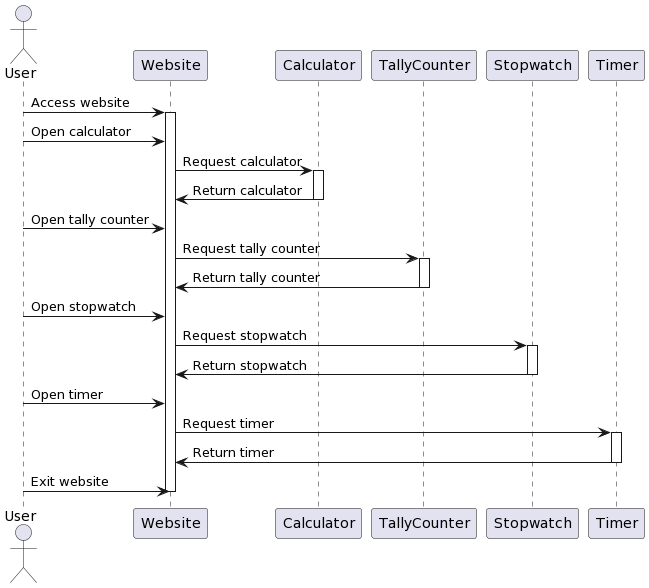 User
Website
Calculator
TallyCounter
Stopwatch
Timer
Access website
Open calculator
Request calculator
Return calculator
Open tally counter
Request tally counter
Return tally counter
Open stopwatch
Request stopwatch
Return stopwatch
Open timer
Request timer
Return timer
Exit website
User
Website
Calculator
TallyCounter
Stopwatch
Timer